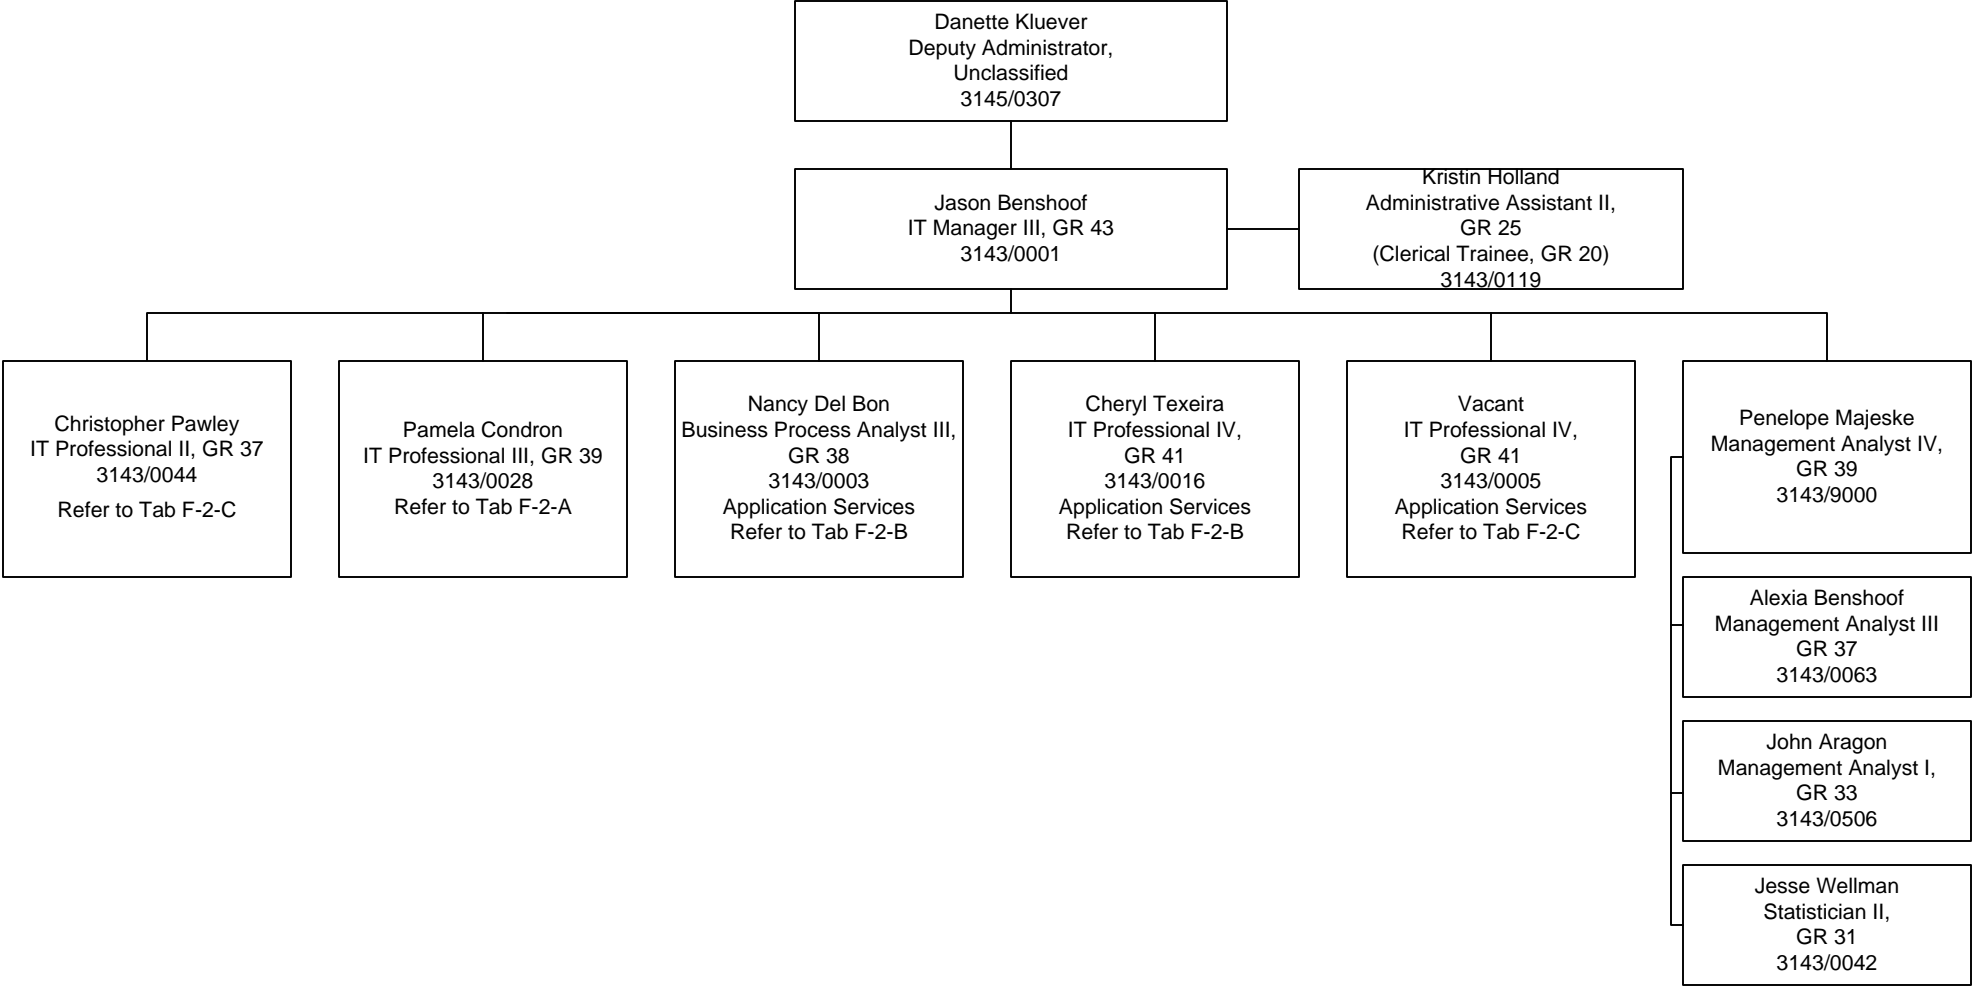 Danette Kluever
Deputy Administrator,
Unclassified
3145/0307
Jason Benshoof
IT Manager III, GR 43
3143/0001
Kristin Holland
Administrative Assistant II,
GR 25
(Clerical Trainee, GR 20)
3143/0119
Christopher Pawley
IT Professional II, GR 37
3143/0044
Refer to Tab F-2-C
Pamela Condron
IT Professional III, GR 39
3143/0028
Refer to Tab F-2-A
Nancy Del Bon
Business Process Analyst III,
GR 38
3143/0003
Application Services
Refer to Tab F-2-B
Cheryl Texeira
IT Professional IV,
GR 41
3143/0016
Application Services
Refer to Tab F-2-B
Vacant
IT Professional IV,
GR 41
3143/0005
Application Services
Refer to Tab F-2-C
Penelope Majeske
Management Analyst IV,
GR 39
3143/9000
Alexia Benshoof
Management Analyst III
GR 37
3143/0063
John Aragon
Management Analyst I,
GR 33
3143/0506
Jesse Wellman
Statistician II,
GR 31
3143/0042